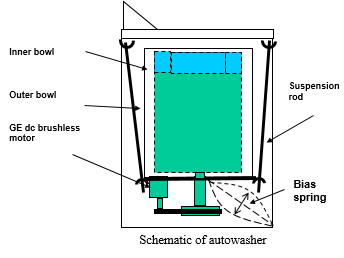 Inner bowl
Outer bowl
GE dc brushless
motor
Suspension
rod
Bias
spring
Schematic of autowasher